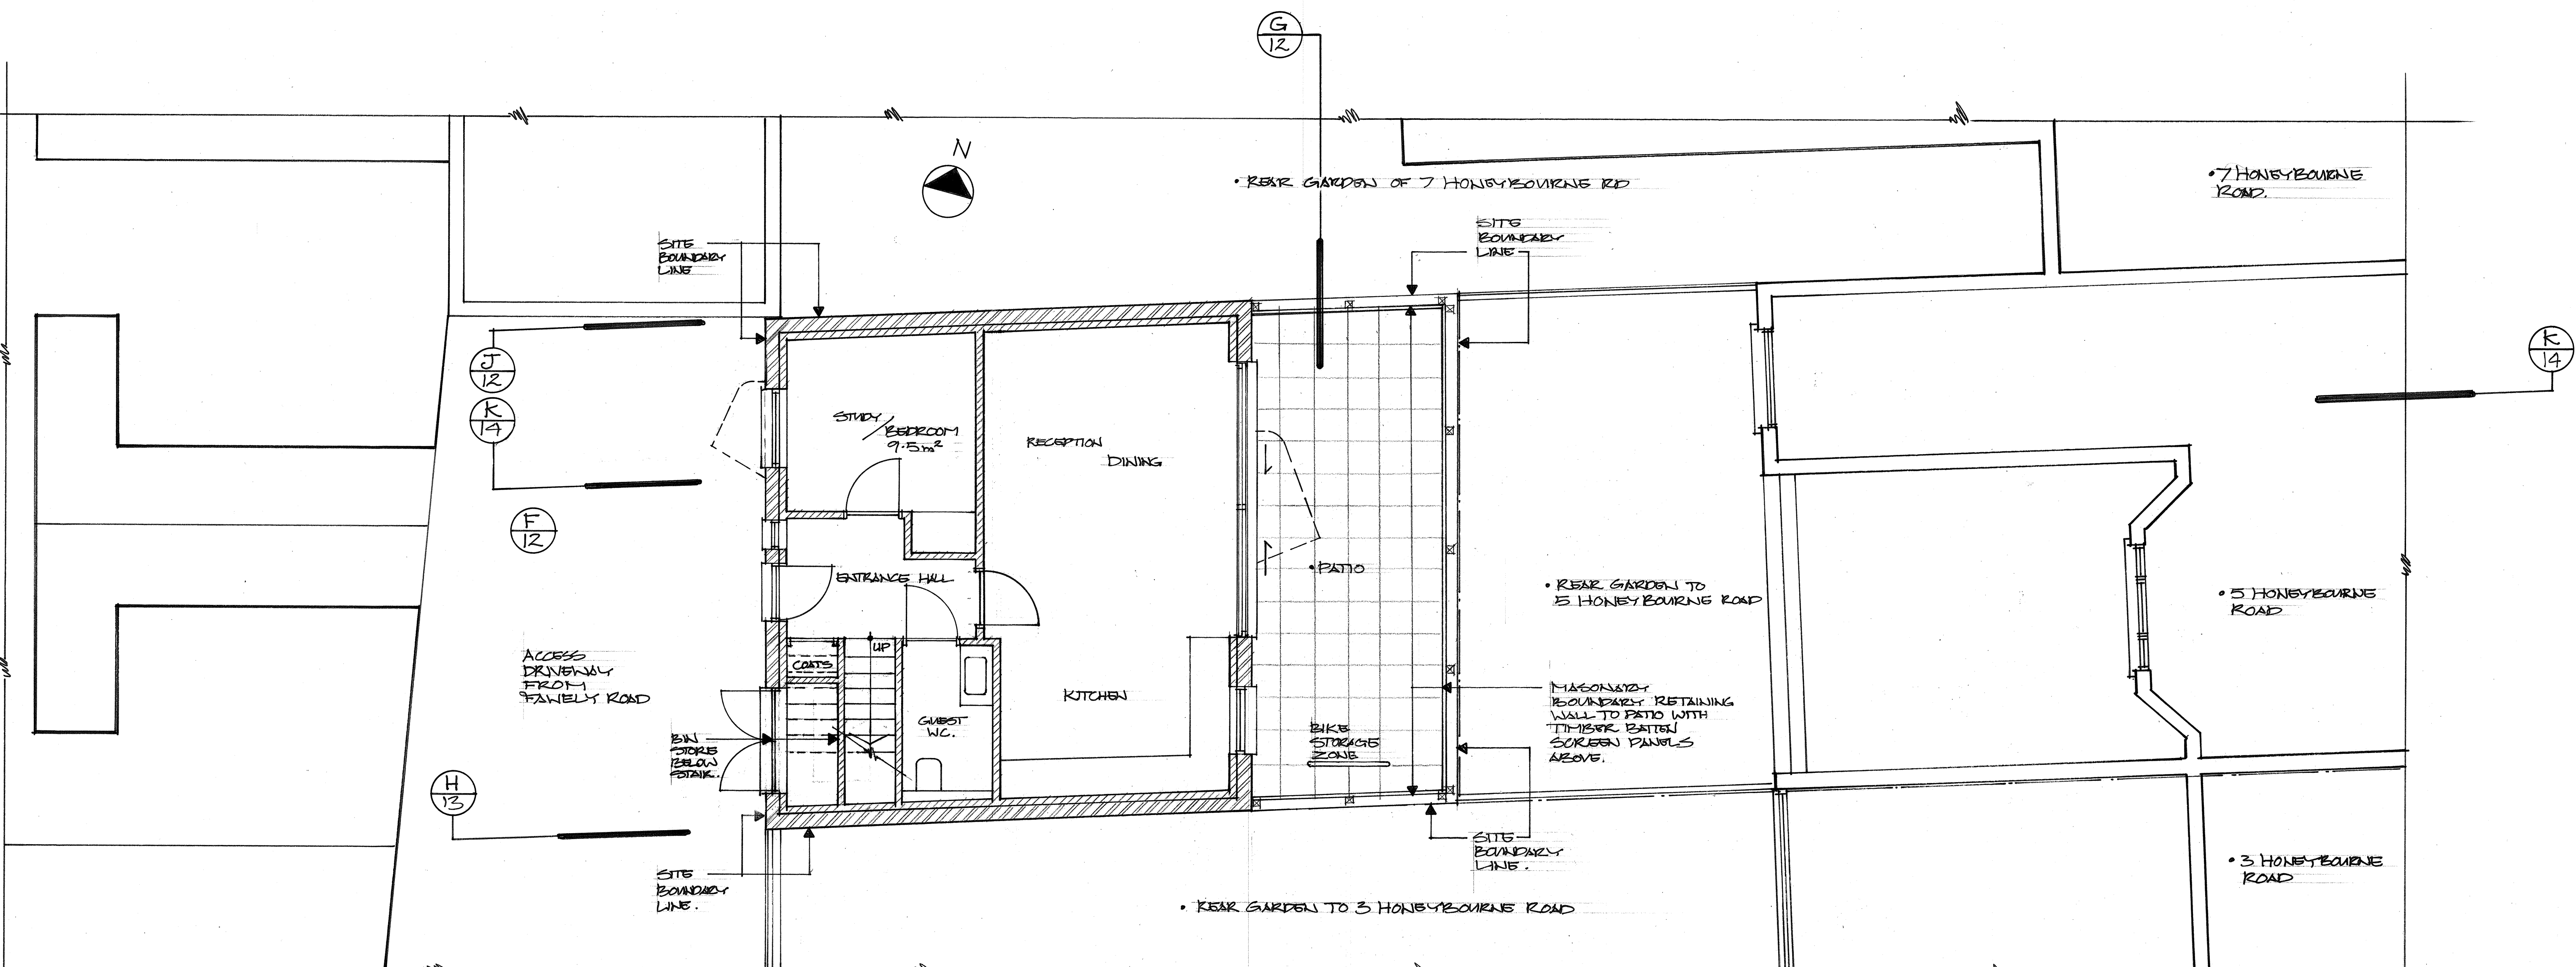 G
12
N
• REAR GARDEN OF 7 HONEYBOURNE RD
• 7 HONEYBOURNE
ROAD.
SITE
BOUNDARY
LINE
SITE
BOUNDARY
LINE
J
12
K
14
K
14
F
12
STUDY/
BEDROOM
9.5m²
RECEPTION
DINING
ENTRANCE HALL
• PATIO
• REAR GARDEN TO
5 HONEYBOURNE ROAD
• 5 HONEYBOURNE
ROAD
ACCESS
DRIVEWAY
FROM
FAWELY ROAD
COATS
UP
KITCHEN
GUEST
WC.
BIN
STORE
BELOW
STAIR.
BIKE
STORAGE
ZONE
MASONARY
BOUNDARY RETAINING
WALL TO PATIO WITH
TIMBER BATTEN
SCREEN PANELS
ABOVE.
H
13
SITE
BOUNDARY
LINE.
SITE
BOUNDARY
LINE.
• 3 HONEYBOURNE
ROAD
• REAR GARDEN TO 3 HONEYBOURNE ROAD